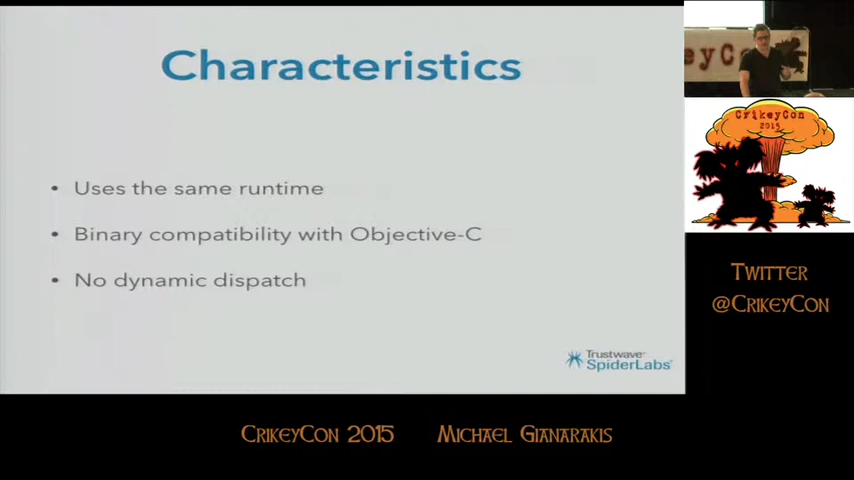 Characteristics
• Uses the same runtime
• Binary compatibility with Objective-C
• No dynamic dispatch
Trustwave
SpiderLabs
eyC
CrikeyCon
2015
Twitter
@CrikeyCon
CrikeyCon 2015 Michael Gianarakis